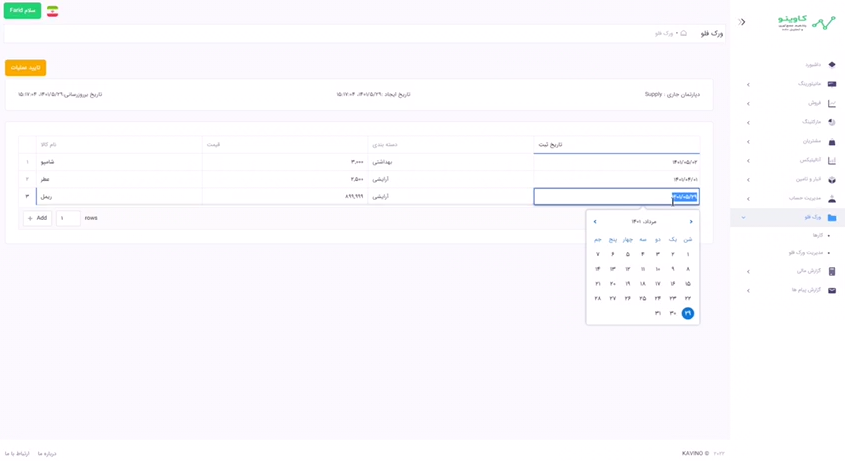 سلام Farid
کاوینو
ورک فلو
ورک فلو
تایید عملیات
دپارتمان جاری : Supply
تاریخ ایجاد :۱۴۰۱/۵/۲۹، ۱۵:۱۷:۰۴
تاریخ بروزرسانی:۱۴۰۱/۵/۲۹، ۱۵:۱۷:۰۴
نام کالا
قیمت
دسته بندی
تاریخ ثبت
۱ شامپو ۳,۰۰۰ بهداشتی ۱۴۰۱/۰۵/۰۲
۲ عطر ۲,۵۰۰ آرایشی ۱۴۰۱/۰۴/۰۱
۳ ریمل ۸۹۹,۹۹۹ آرایشی ۱۴۰۱/۰۵/۲۹
+ Add ۱ rows
مرداد، ۱۴۰۱
شن یک دو سه چهار پنج جم
۱ ۲ ۳ ۴ ۵ ۶ ۷
۸ ۹ ۱۰ ۱۱ ۱۲ ۱۳ ۱۴
۱۵ ۱۶ ۱۷ ۱۸ ۱۹ ۲۰ ۲۱
۲۲ ۲۳ ۲۴ ۲۵ ۲۶ ۲۷ ۲۸
۲۹ ۳۰ ۳۱
داشبورد
مانیتورینگ
فروش
مارکتینگ
مشتریان
آنالیتیکس
انبار و تامین
مدیریت حساب
ورک فلو
کارها
مدیریت ورک فلو
گزارش مالی
گزارش پیام ها
۲۰۲۲ © KAVINO
درباره ما
ارتباط با ما